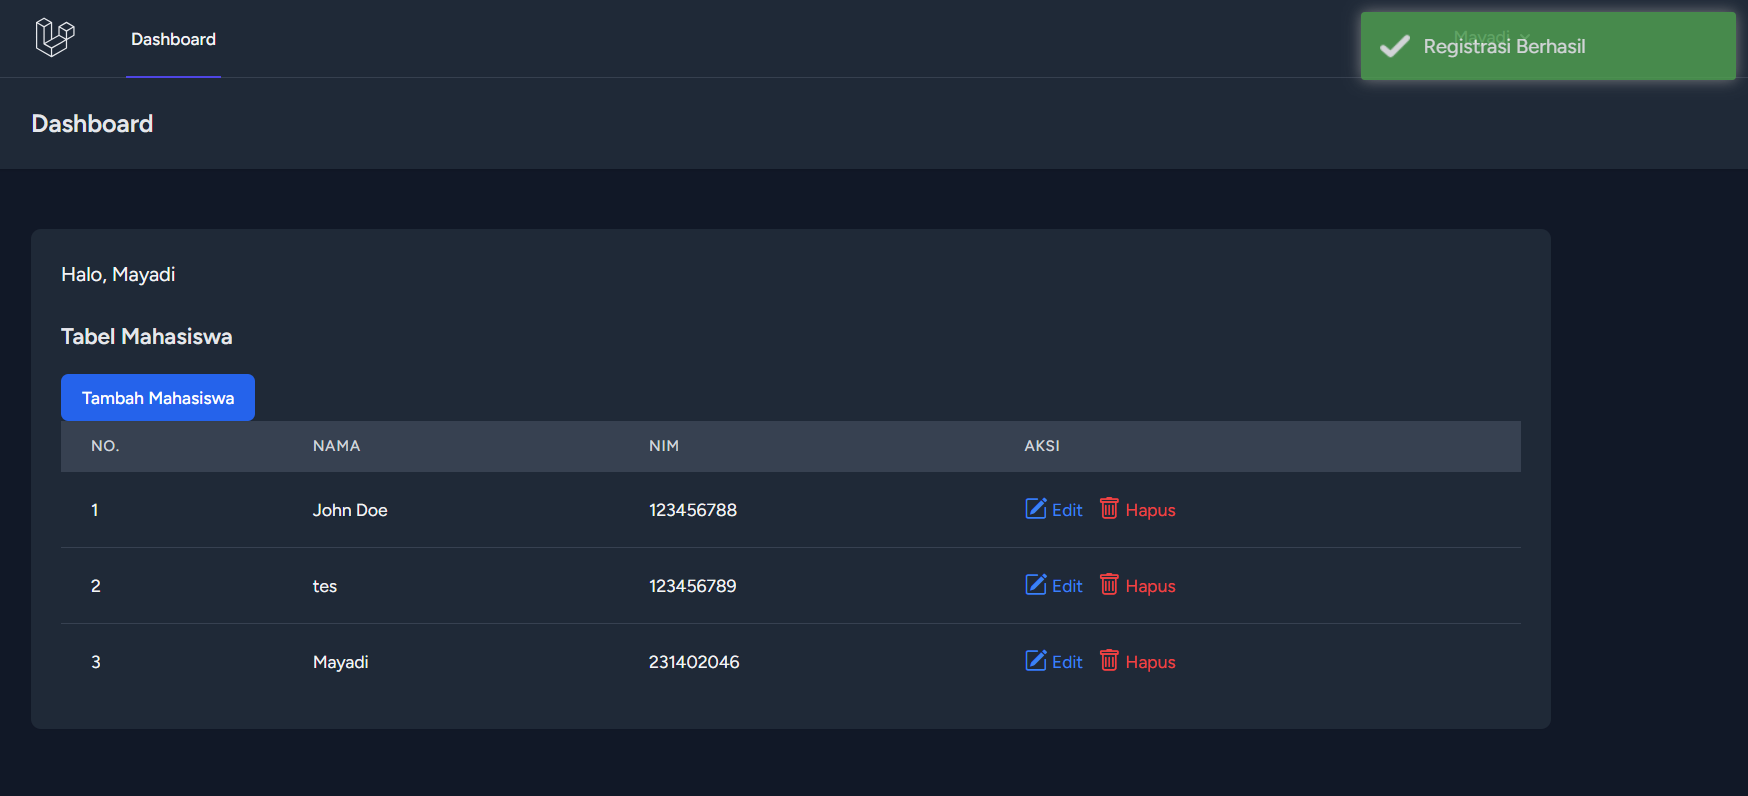 Dashboard
Mayadi
Registrasi Berhasil
Dashboard
Halo, Mayadi
Tabel Mahasiswa
Tambah Mahasiswa
NO. NAMA NIM AKSI
1 John Doe 123456788 Edit Hapus
2 tes 123456789 Edit Hapus
3 Mayadi 231402046 Edit Hapus